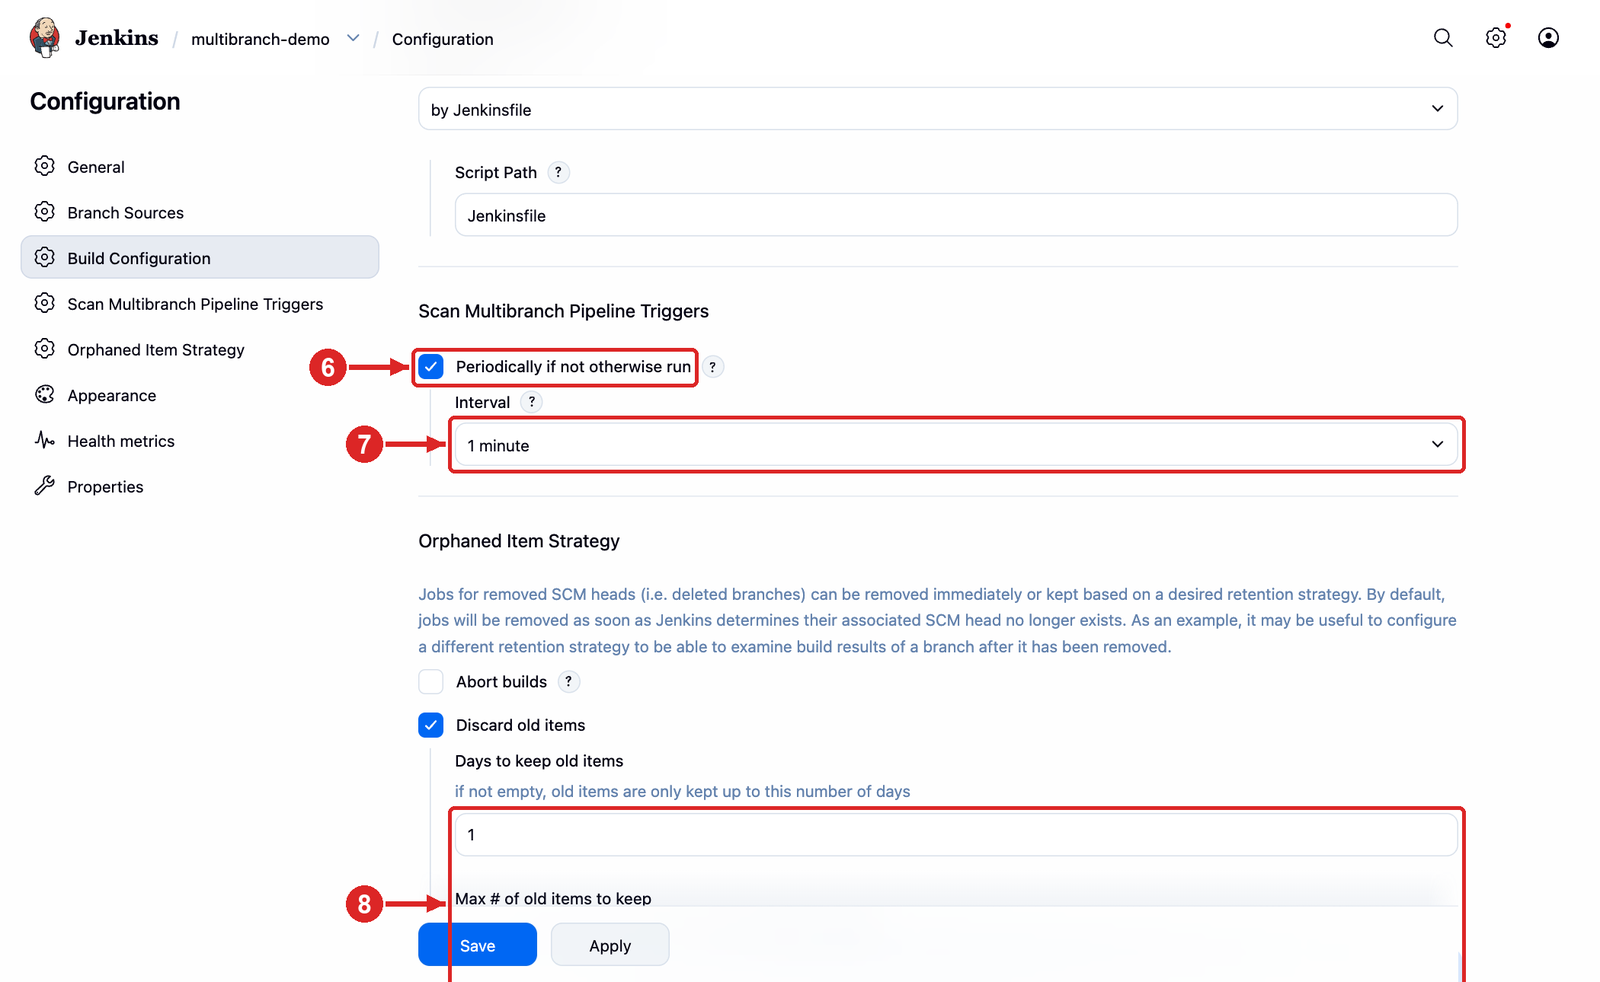 Jenkins / multibranch-demo / Configuration
Configuration
General
Branch Sources
Build Configuration
Scan Multibranch Pipeline Triggers
Orphaned Item Strategy
Appearance
Health metrics
Properties
by Jenkinsfile
Script Path ?
Jenkinsfile
Scan Multibranch Pipeline Triggers
6 Periodically if not otherwise run ?
Interval ?
7 1 minute
Orphaned Item Strategy
Jobs for removed SCM heads (i.e. deleted branches) can be removed immediately or kept based on a desired retention strategy. By default,
jobs will be removed as soon as Jenkins determines their associated SCM head no longer exists. As an example, it may be useful to configure
a different retention strategy to be able to examine build results of a branch after it has been removed.
Abort builds ?
Discard old items
Days to keep old items
if not empty, old items are only kept up to this number of days
1
8 Max # of old items to keep
Save Apply